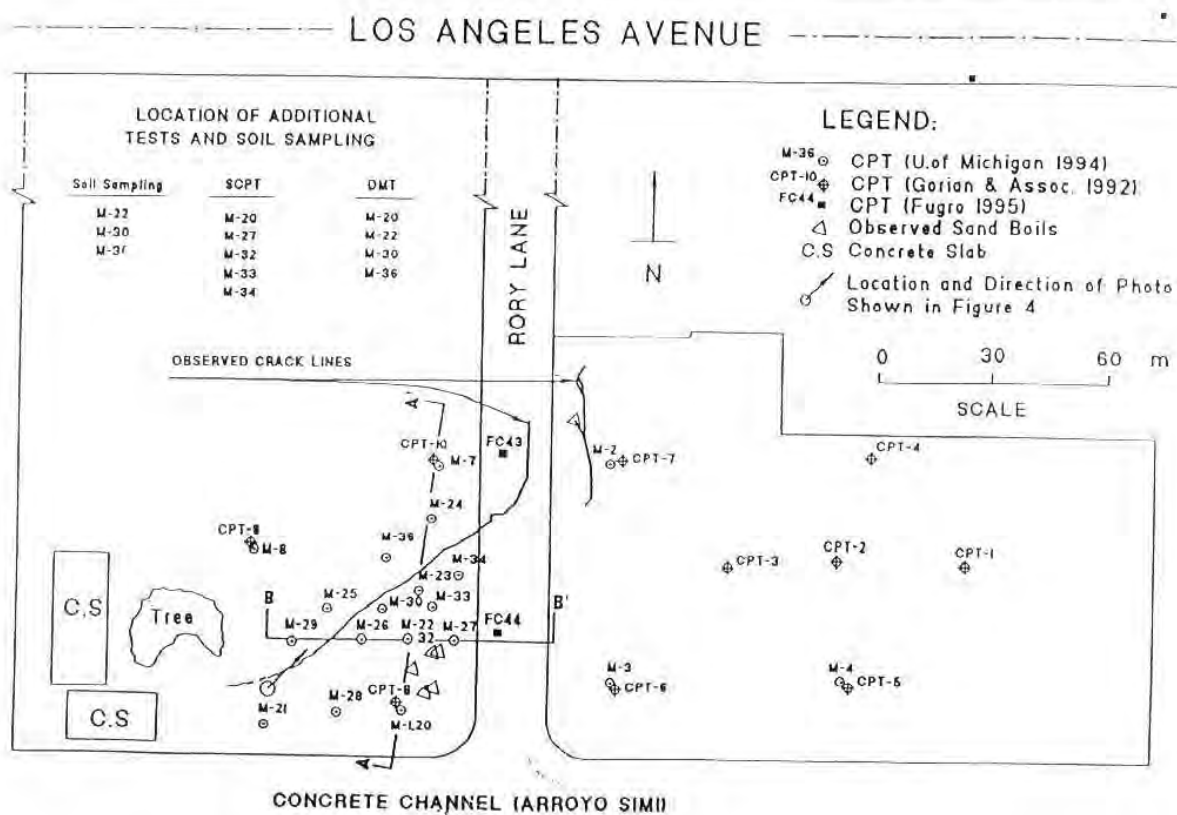 LOS ANGELES AVENUE
LOCATION OF ADDITIONAL
TESTS AND SOIL SAMPLING
Soil Sampling SCPT DMT
M-22 M-20 M-20
M-30 M-27 M-22
M-32 M-30
M-33 M-36
M-34
RORY LANE
N
LEGEND:
M-36 CPT (U.of Michigan 1994)
CPT-10 CPT (Gorian & Assoc. 1992)
FC44 CPT (Fugro 1995)
Observed Sand Boils
C.S Concrete Slab
Location and Direction of Photo
Shown in Figure 4
0 30 60 m
SCALE
OBSERVED CRACK LINES
A'
CPT-10 M-7 FC43 M-2 CPT-7 CPT-4
M-24
CPT-9 M-8 M-36 M-34 CPT-3 CPT-2 CPT-1
M-23
C.S Tree B M-25 M-30 M-33 B'
M-29 M-26 M-22 M-27 FC44
32
M-3 CPT-6 M-4 CPT-5
C.S M-21 M-28 CPT-8
M-L20
A
CONCRETE CHANNEL (ARROYO SIMI)